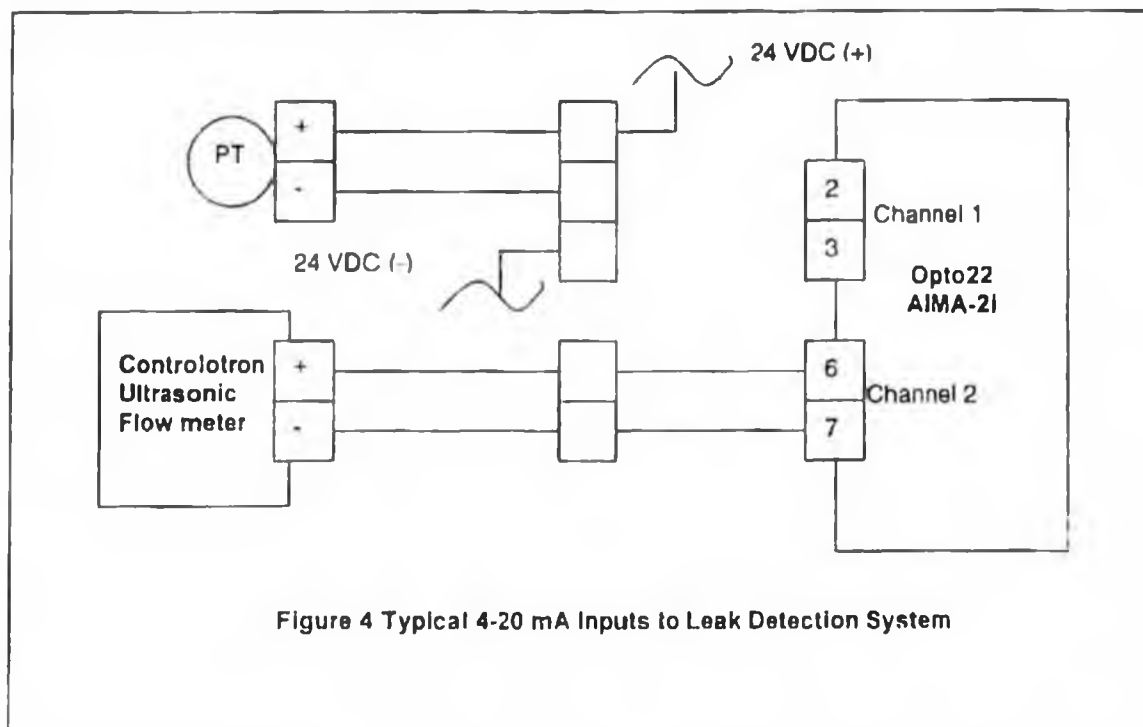 24 VDC (+)
PT
+
-
2
3
Channel 1
24 VDC (-)
Opto22
AIMA-2I
Controlotron
Ultrasonic
Flow meter
+
-
6
7
Channel 2
Figure 4 Typical 4-20 mA Inputs to Leak Detection System